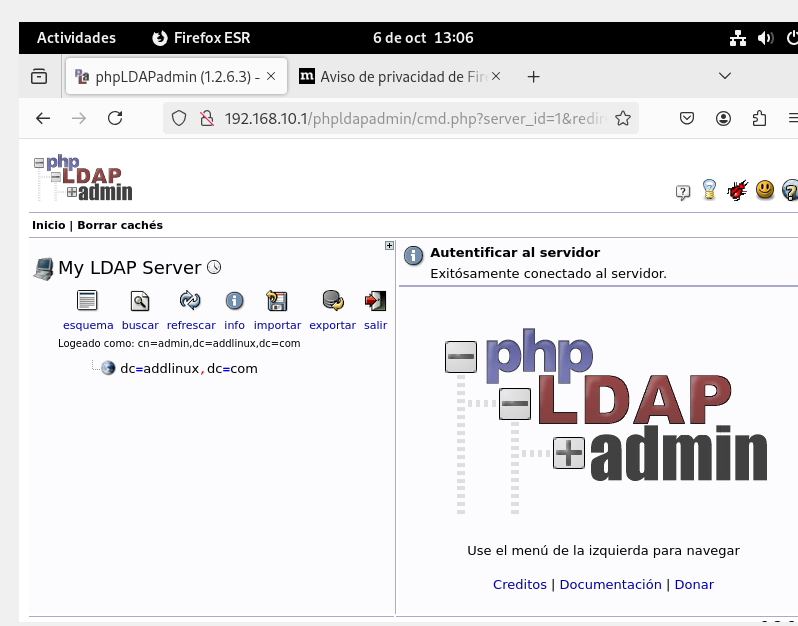 Actividades Firefox ESR 6 de oct 13:06
phpLDAPadmin (1.2.6.3) - × m Aviso de privacidad de Fire × +
192.168.10.1/phpldapadmin/cmd.php?server_id=1&redire
php
LDAP
admin
Inicio | Borrar cachés
My LDAP Server
esquema buscar refrescar info importar exportar salir
Logeado como: cn=admin,dc=addlinux,dc=com
dc=addlinux,dc=com
Autentificar al servidor
Exitósamente conectado al servidor.
php
LDAP
admin
Use el menú de la izquierda para navegar
Creditos | Documentación | Donar